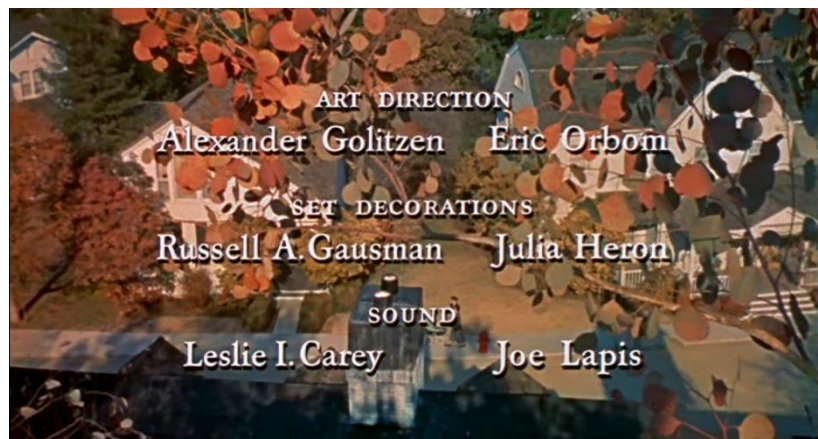 ART DIRECTION
Alexander Golitzen Eric Orbom
SET DECORATIONS
Russell A. Gausman Julia Heron
SOUND
Leslie I. Carey Joe Lapis